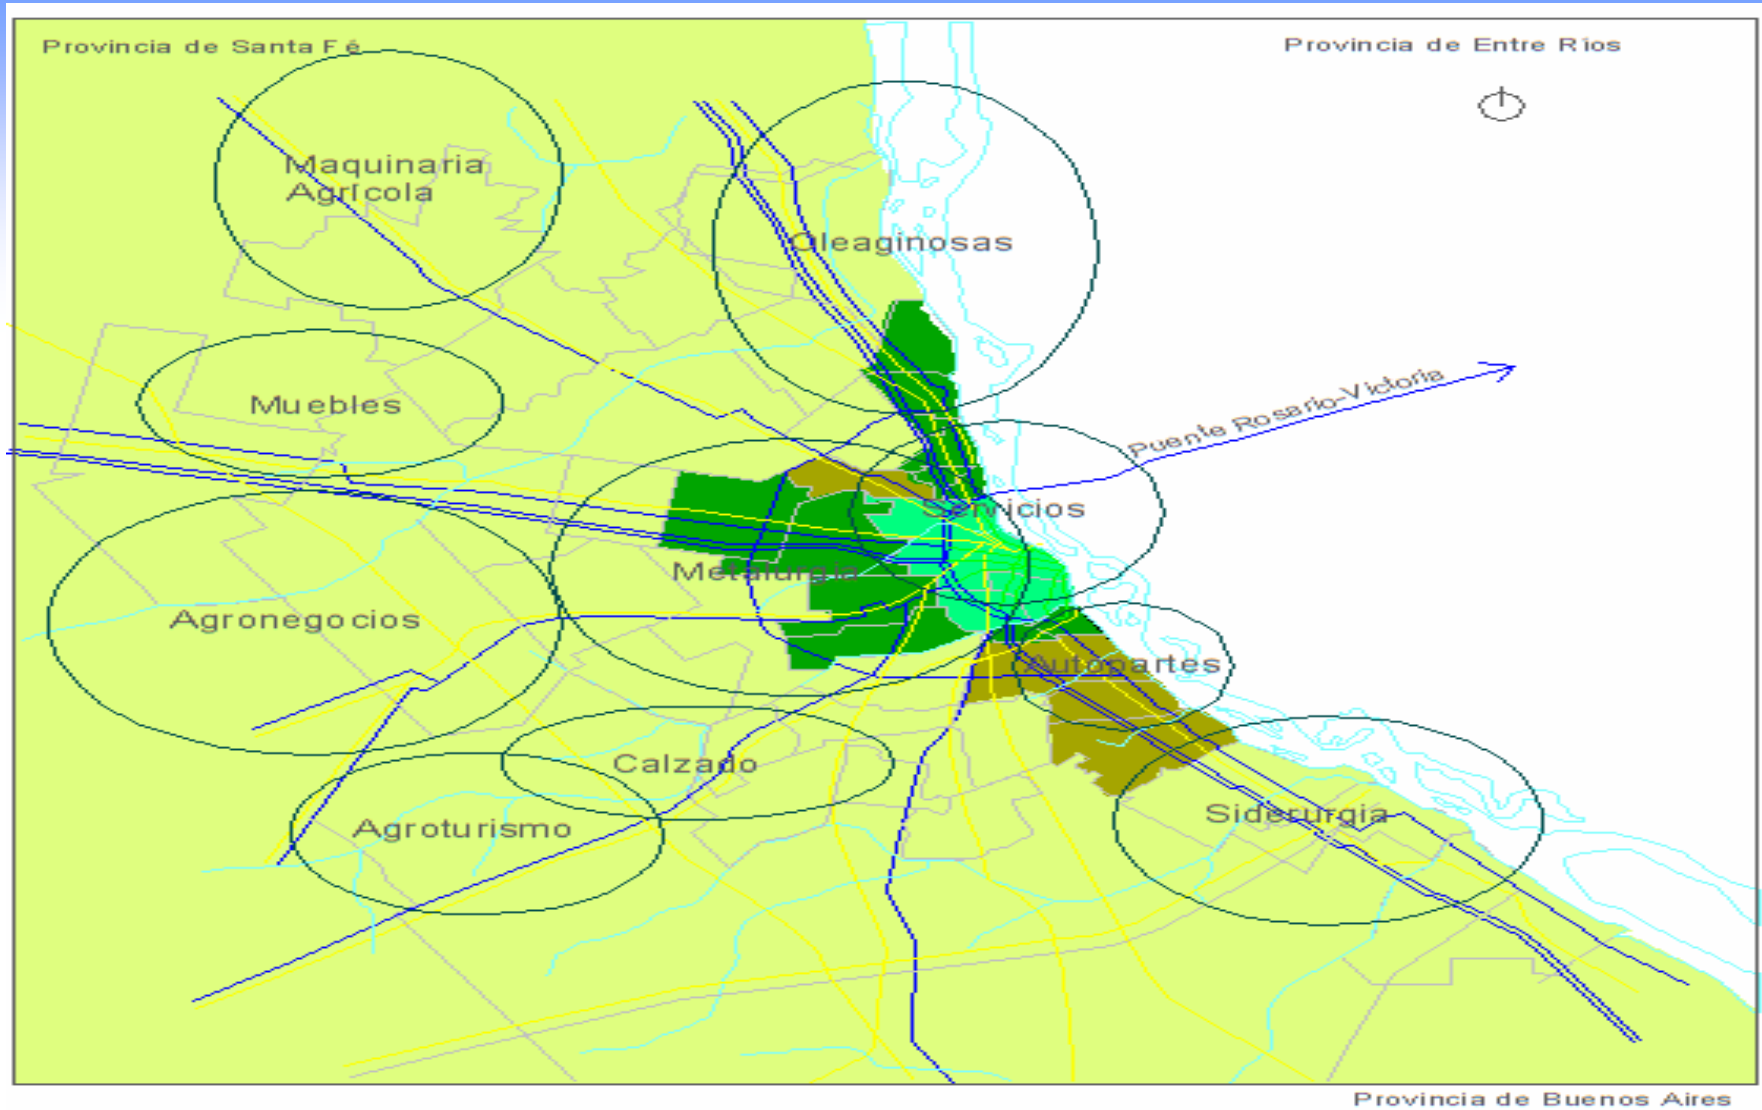 Provincia de Santa Fé
Provincia de Entre Ríos
Maquinaria
Agrícola
Oleaginosas
Muebles
Puente Rosario-Victoria
Servicios
Metalurgia
Agronegocios
Autopartes
Calzado
Agroturismo
Siderurgia
Provincia de Buenos Aires